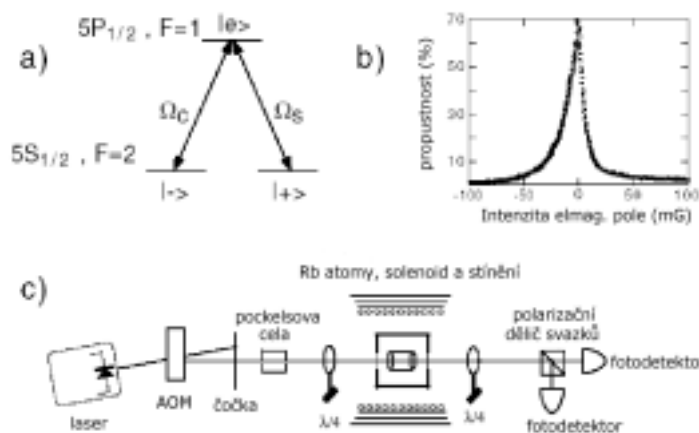 a)
5P1/2 , F=1
|e>
ΩC
ΩS
5S1/2 , F=2
|->
|+>
b)
propustnost (%)
70
50
30
10
-100
-50
0
50
100
Intenzita elmag. pole (mG)
c)
Rb atomy, solenoid a stínění
pockelsova
cela
polarizační
dělič svazků
fotodetekto
laser
AOM
čočka
λ/4
λ/4
fotodetektor